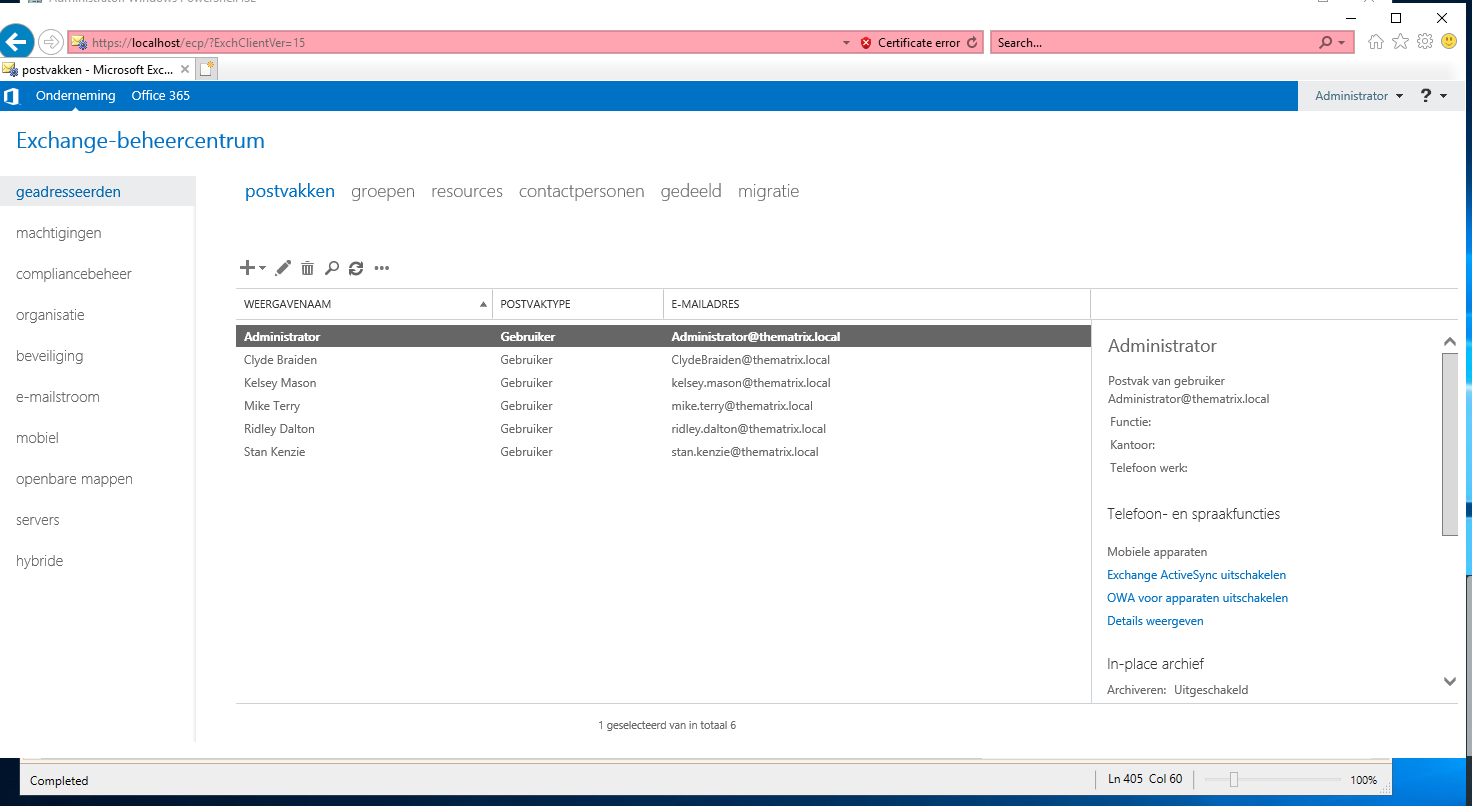 Administrator: Windows PowerShell ISE
https://localhost/ecp/?ExchClientVer=15
Certificate error
Search...
postvakken - Microsoft Exc...
Onderneming Office 365
Administrator ?
Exchange-beheercentrum
geadresseerden
machtigingen
compliancebeheer
organisatie
beveiliging
e-mailstroom
mobiel
openbare mappen
servers
hybride
postvakken groepen resources contactpersonen gedeeld migratie
WEERGAVENAAM POSTVAKTYPE E-MAILADRES
Administrator Gebruiker Administrator@thematrix.local
Clyde Braiden Gebruiker ClydeBraiden@thematrix.local
Kelsey Mason Gebruiker kelsey.mason@thematrix.local
Mike Terry Gebruiker mike.terry@thematrix.local
Ridley Dalton Gebruiker ridley.dalton@thematrix.local
Stan Kenzie Gebruiker stan.kenzie@thematrix.local
1 geselecteerd van in totaal 6
Administrator
Postvak van gebruiker
Administrator@thematrix.local
Functie:
Kantoor:
Telefoon werk:
Telefoon- en spraakfuncties
Mobiele apparaten
Exchange ActiveSync uitschakelen
OWA voor apparaten uitschakelen
Details weergeven
In-place archief
Archiveren: Uitgeschakeld
Completed
Ln 405 Col 60
100%